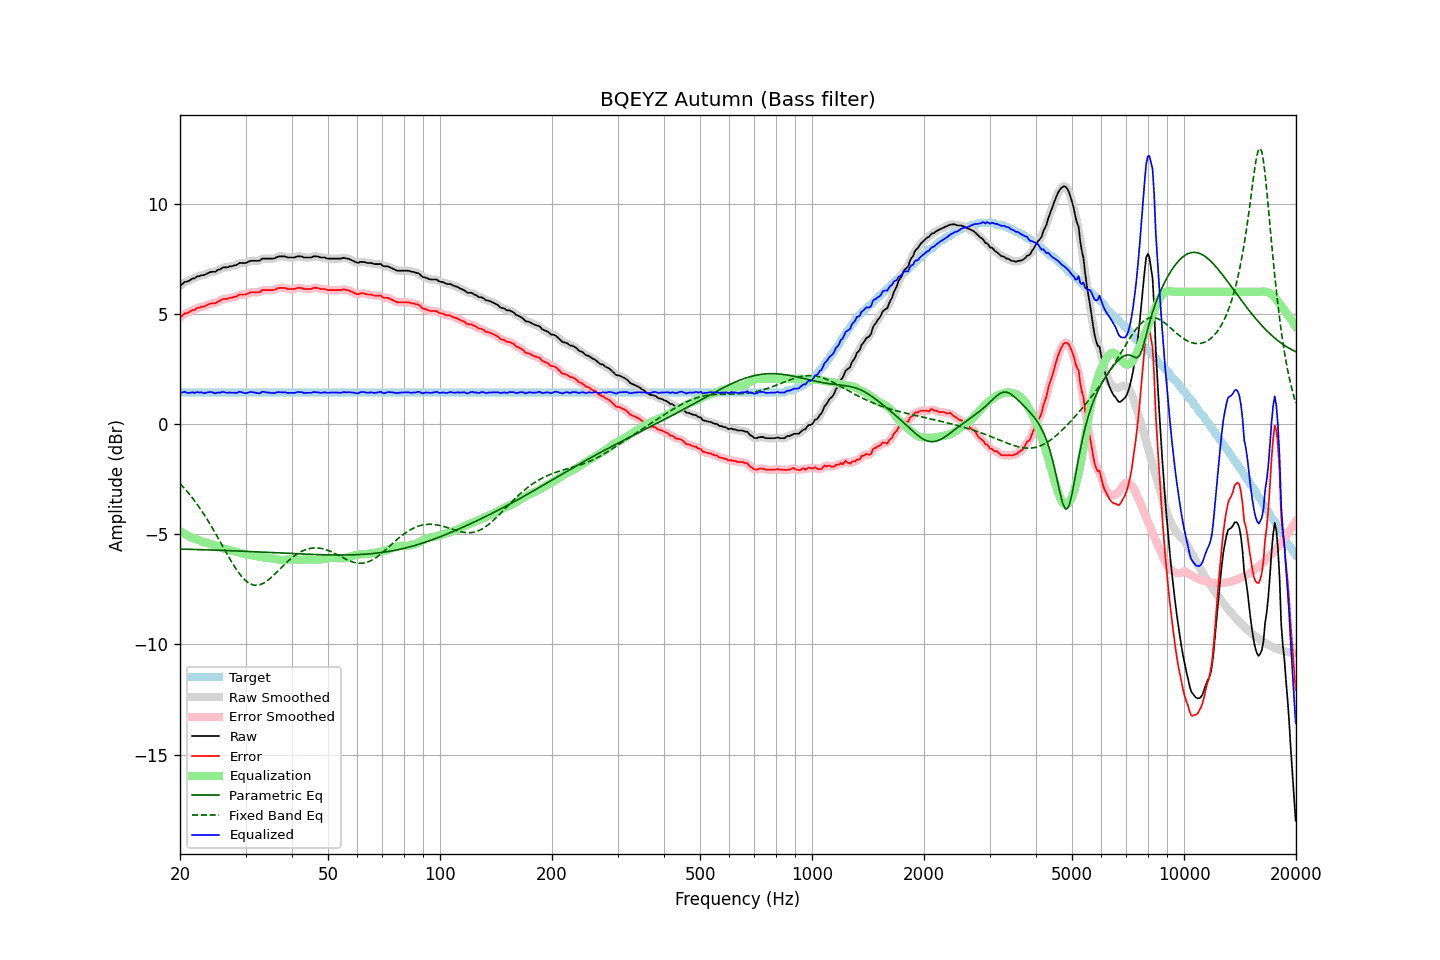 BQEYZ Autumn (Bass filter)
Amplitude (dBr)
10
5
0
−5
−10
−15
Target
Raw Smoothed
Error Smoothed
Raw
Error
Equalization
Parametric Eq
Fixed Band Eq
Equalized
20 50 100 200 500 1000 2000 5000 10000 20000
Frequency (Hz)